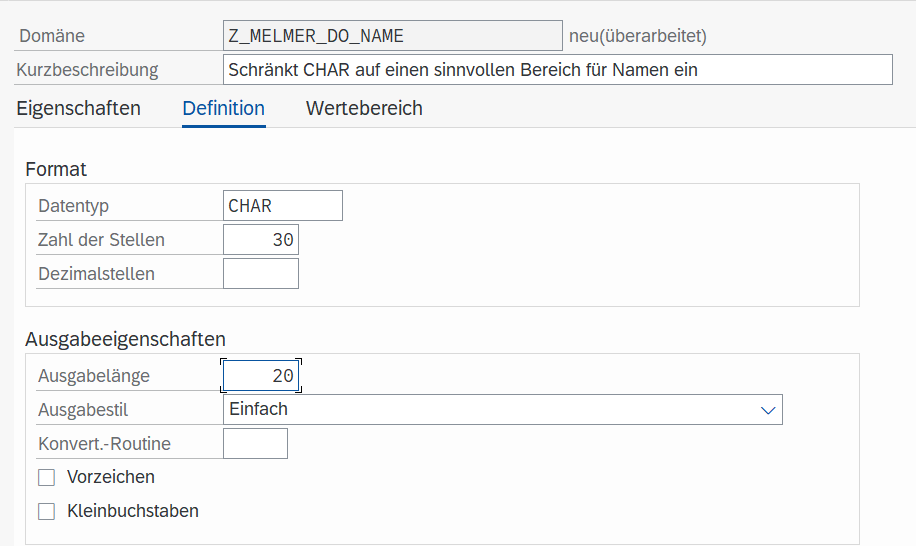 Domäne Z_MELMER_DO_NAME neu(überarbeitet)
Kurzbeschreibung Schränkt CHAR auf einen sinnvollen Bereich für Namen ein
Eigenschaften Definition Wertebereich
Format
Datentyp CHAR
Zahl der Stellen 30
Dezimalstellen
Ausgabeeigenschaften
Ausgabelänge 20
Ausgabestil Einfach
Konvert.-Routine
Vorzeichen
Kleinbuchstaben